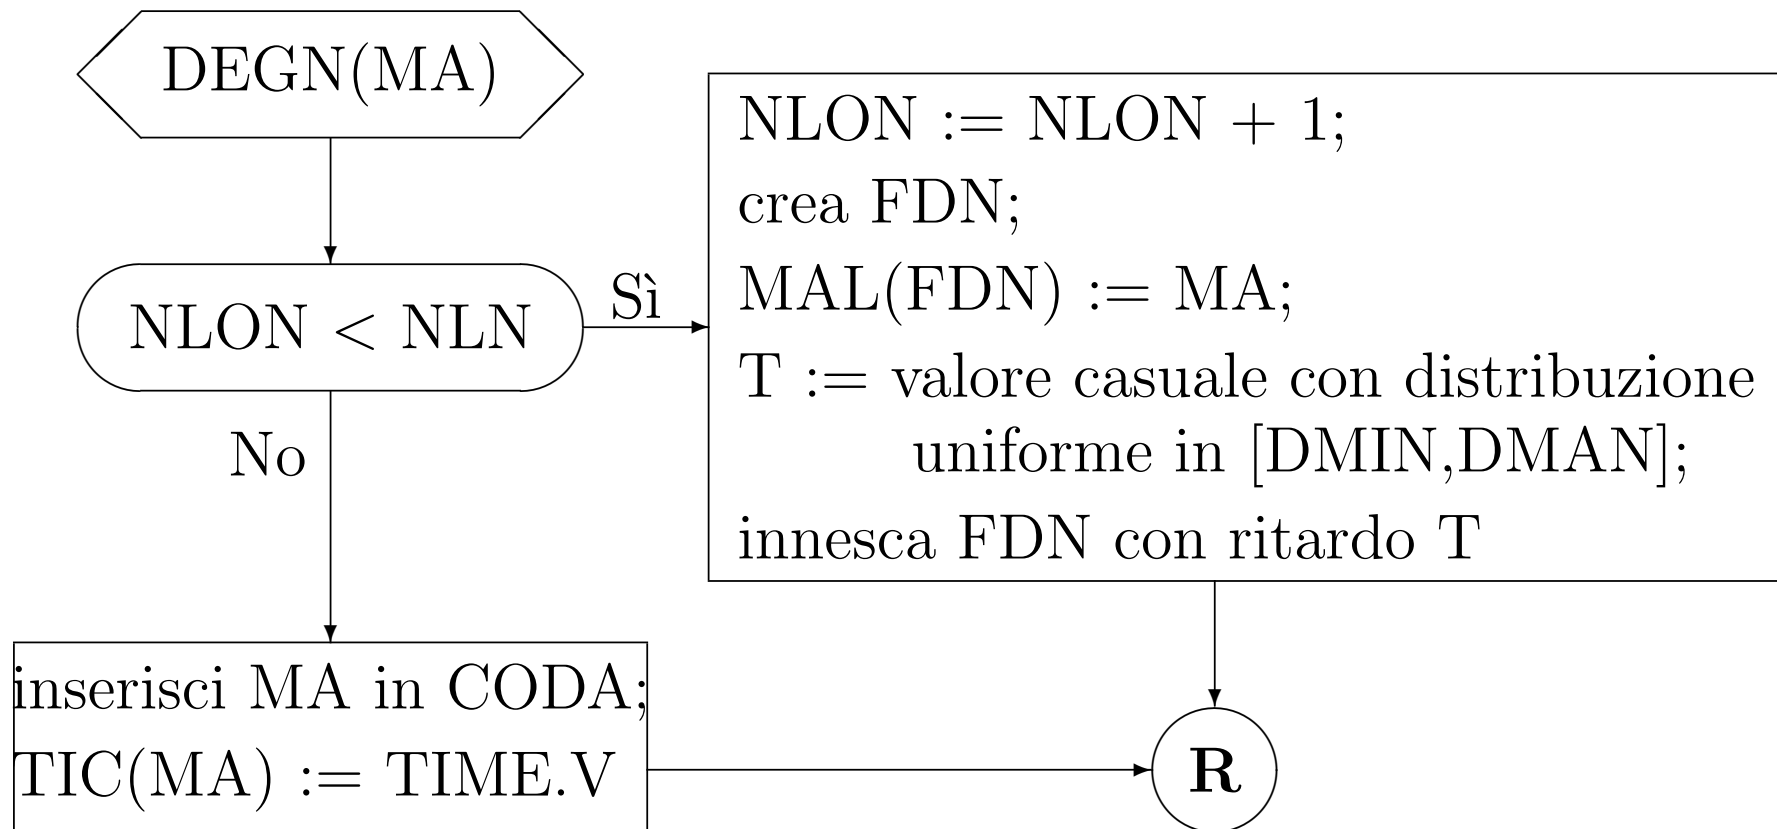 DEGN(MA)
NLON < NLN
Sì
No
NLON := NLON + 1;
crea FDN;
MAL(FDN) := MA;
T := valore casuale con distribuzione
uniforme in [DMIN,DMAN];
innesca FDN con ritardo T
inserisci MA in CODA;
TIC(MA) := TIME.V
R